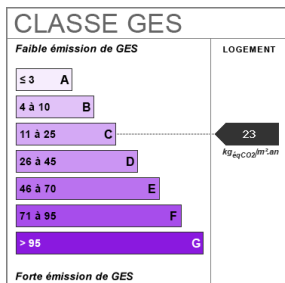 CLASSE GES
Faible émission de GES
LOGEMENT
≤ 3 A
4 à 10 B
11 à 25 C
23
kgéqCO2/m².an
26 à 45 D
46 à 70 E
71 à 95 F
> 95 G
Forte émission de GES